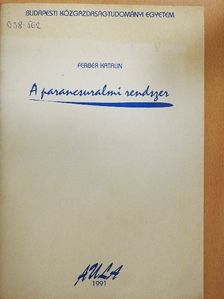 BUDAPESTI KÖZGAZDASÁGTUDOMÁNYI EGYETEM
FERBER KATALIN
A parancsuralmi rendszer
AULA
1991